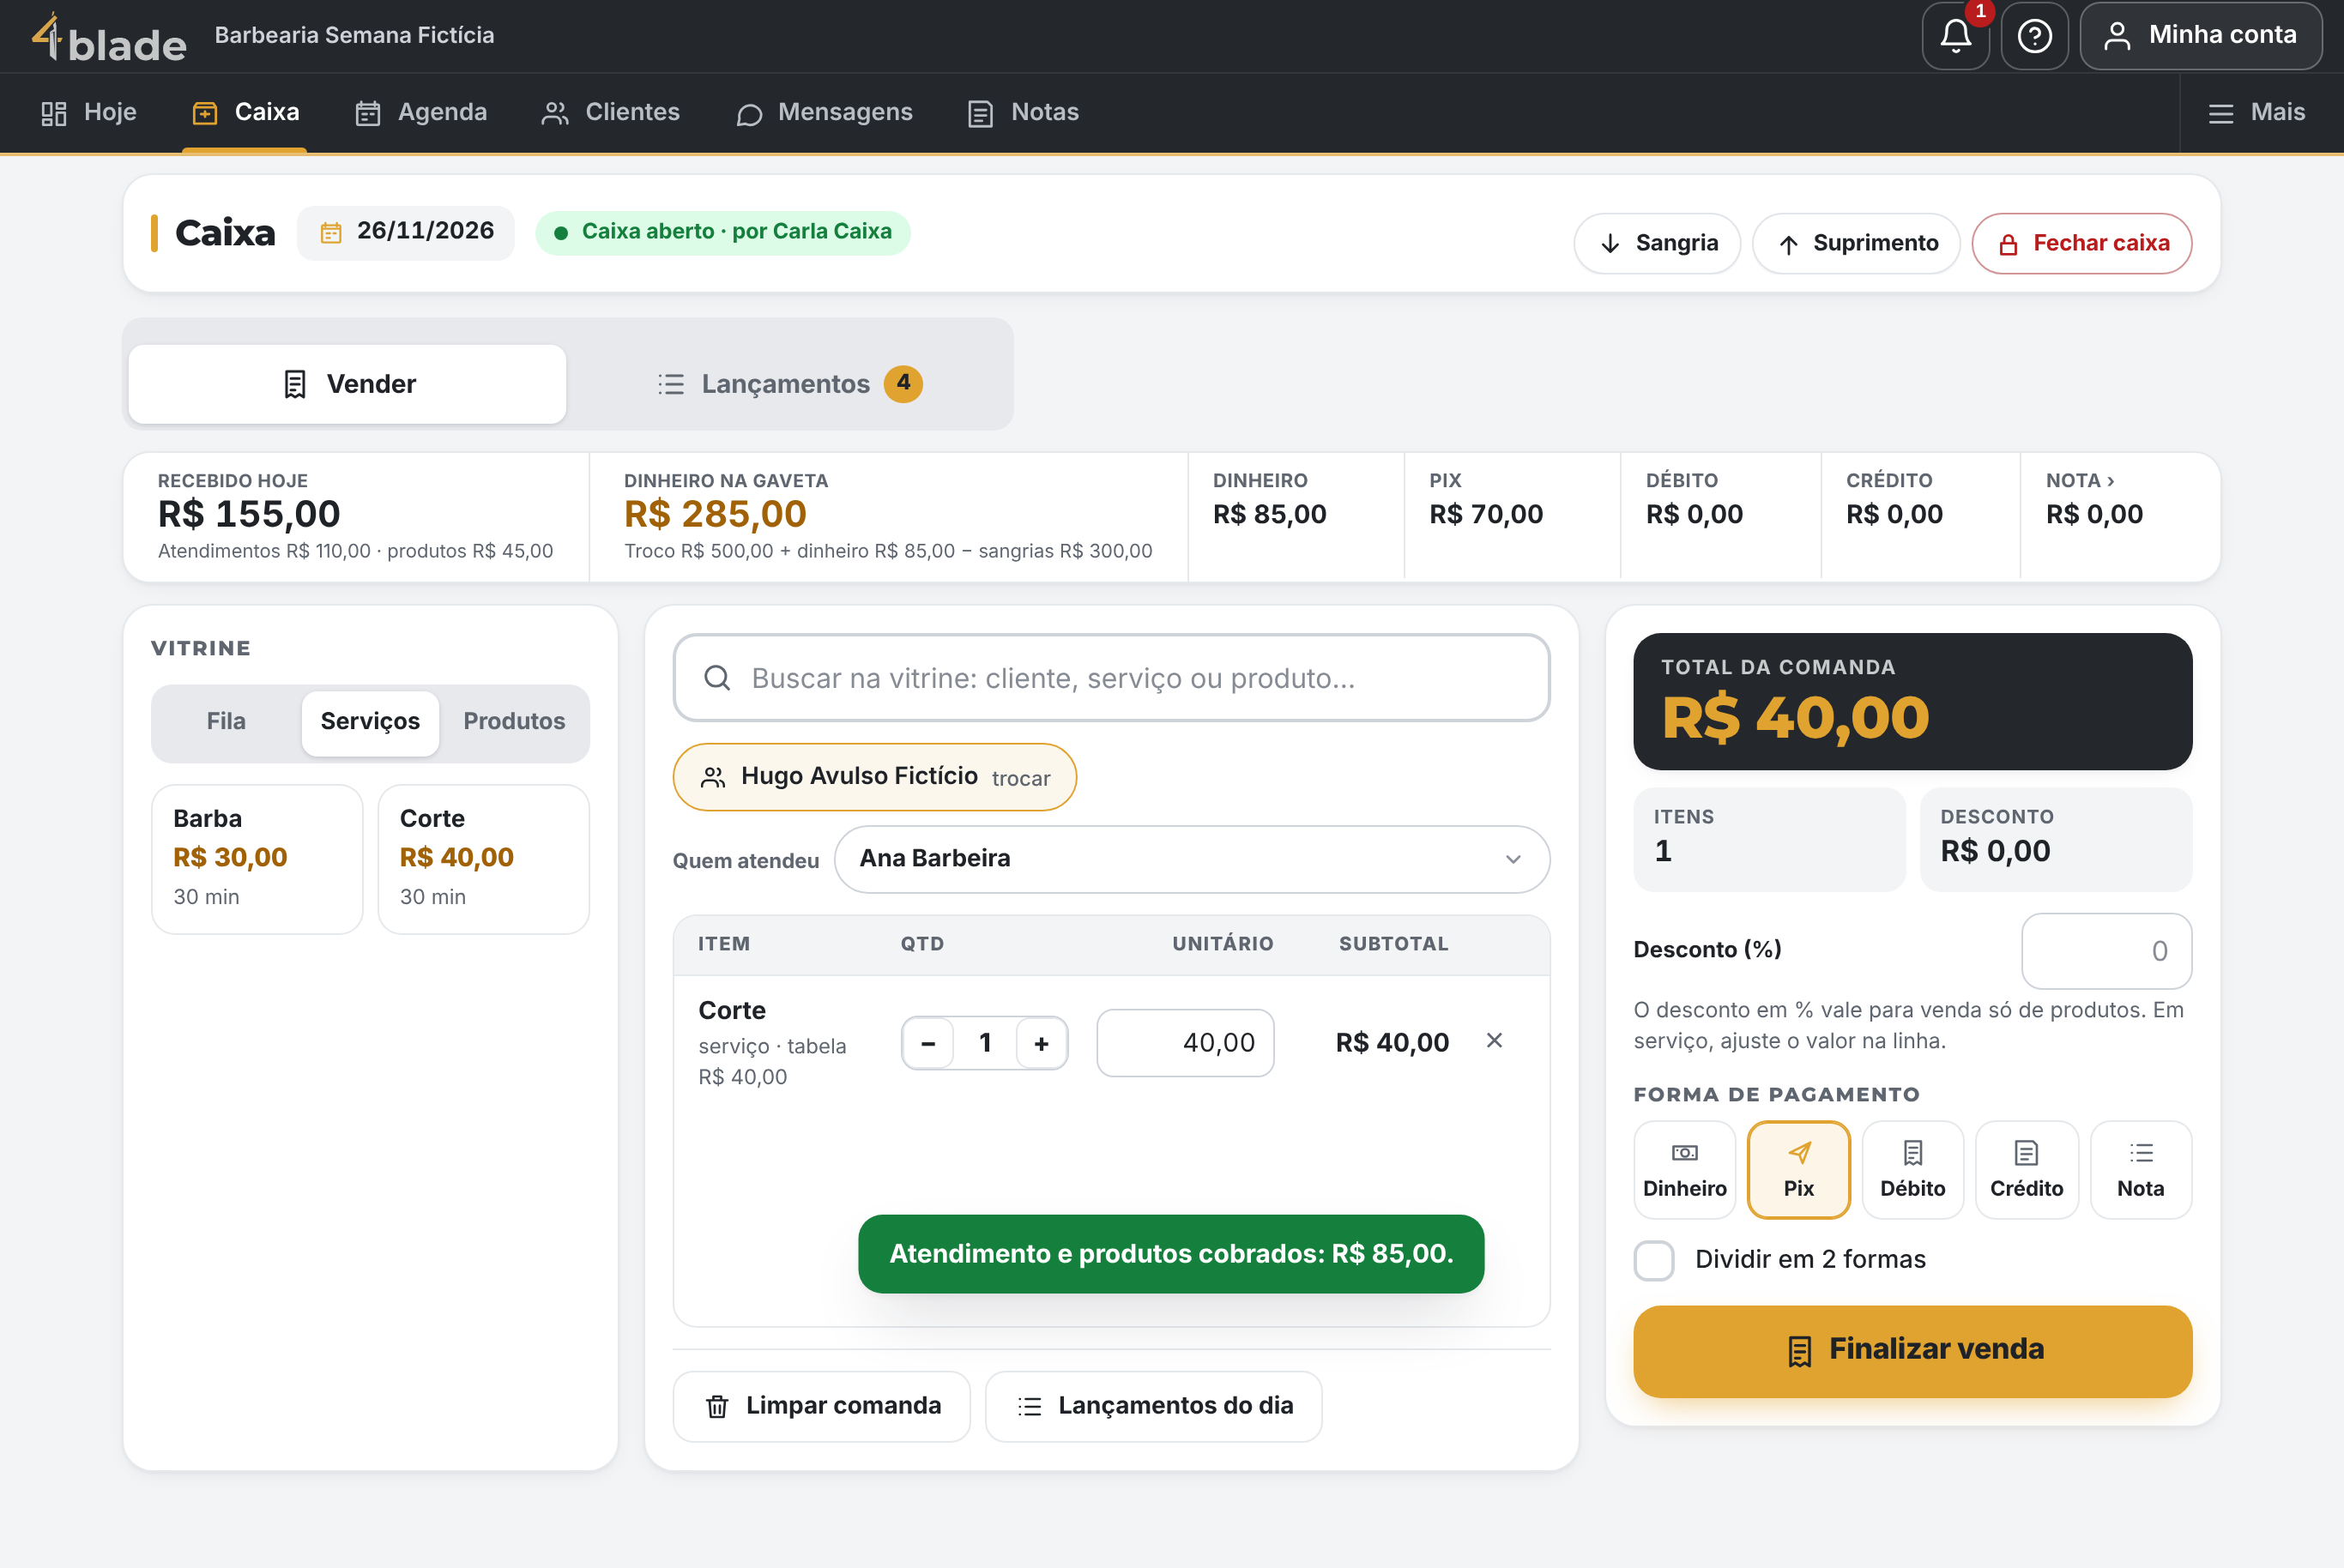 4blade
Barbearia Semana Fictícia
1
Minha conta
Hoje
Caixa
Agenda
Clientes
Mensagens
Notas
Mais
Caixa
26/11/2026
Caixa aberto · por Carla Caixa
Sangria
Suprimento
Fechar caixa
Vender
Lançamentos 4
RECEBIDO HOJE
R$ 155,00
Atendimentos R$ 110,00 · produtos R$ 45,00
DINHEIRO NA GAVETA
R$ 285,00
Troco R$ 500,00 + dinheiro R$ 85,00 − sangrias R$ 300,00
DINHEIRO
R$ 85,00
PIX
R$ 70,00
DÉBITO
R$ 0,00
CRÉDITO
R$ 0,00
NOTA ›
R$ 0,00
VITRINE
Fila
Serviços
Produtos
Barba
R$ 30,00
30 min
Corte
R$ 40,00
30 min
Buscar na vitrine: cliente, serviço ou produto...
Hugo Avulso Fictício trocar
Quem atendeu
Ana Barbeira
ITEM
QTD
UNITÁRIO
SUBTOTAL
Corte
serviço · tabela
R$ 40,00
− 1 +
40,00
R$ 40,00
×
Atendimento e produtos cobrados: R$ 85,00.
Limpar comanda
Lançamentos do dia
TOTAL DA COMANDA
R$ 40,00
ITENS
1
DESCONTO
R$ 0,00
Desconto (%)
0
O desconto em % vale para venda só de produtos. Em
serviço, ajuste o valor na linha.
FORMA DE PAGAMENTO
Dinheiro
Pix
Débito
Crédito
Nota
Dividir em 2 formas
Finalizar venda